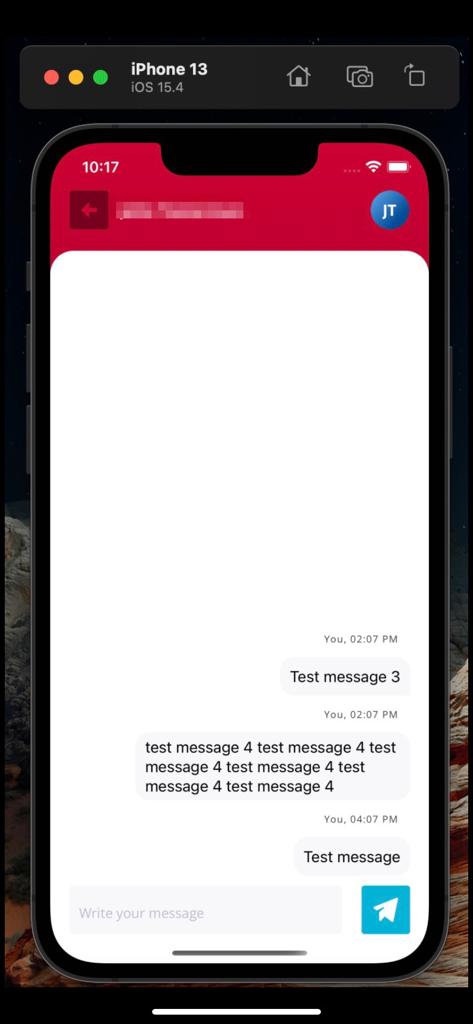 iPhone 13
iOS 15.4
10:17
JT
You, 02:07 PM
Test message 3
You, 02:07 PM
test message 4 test message 4 test
message 4 test message 4 test
message 4 test message 4
You, 04:07 PM
Test message
Write your message